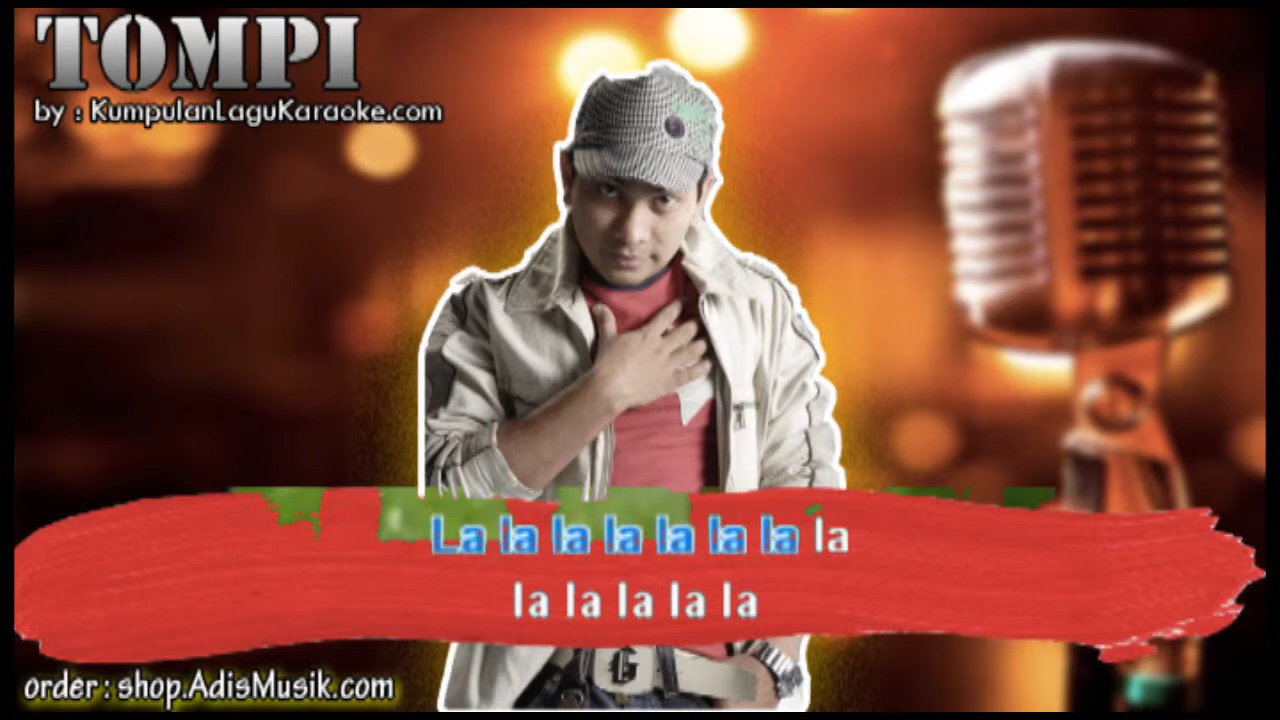 TOMPI
by : KumpulanLaguKaraoke.com
La la la la la la la la
la la la la la
order : shop.AdisMusik.com
G